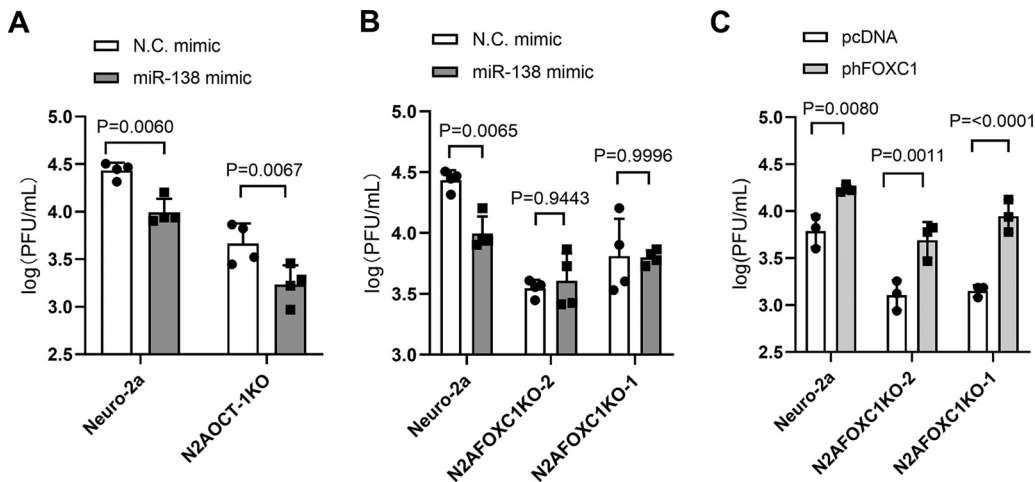 A
N.C. mimic
miR-138 mimic
log(PFU/mL)
5.0
4.5
4.0
3.5
3.0
2.5
P=0.0060
P=0.0067
Neuro-2a
N2AOCT-1KO
B
N.C. mimic
miR-138 mimic
log(PFU/mL)
5.0
4.5
4.0
3.5
3.0
P=0.0065
P=0.9443
P=0.9996
Neuro-2a
N2AFOXC1KO-2
N2AFOXC1KO-1
C
pcDNA
phFOXC1
log(PFU/mL)
5.0
4.5
4.0
3.5
3.0
2.5
P=0.0080
P=0.0011
P=<0.0001
Neuro-2a
N2AFOXC1KO-2
N2AFOXC1KO-1